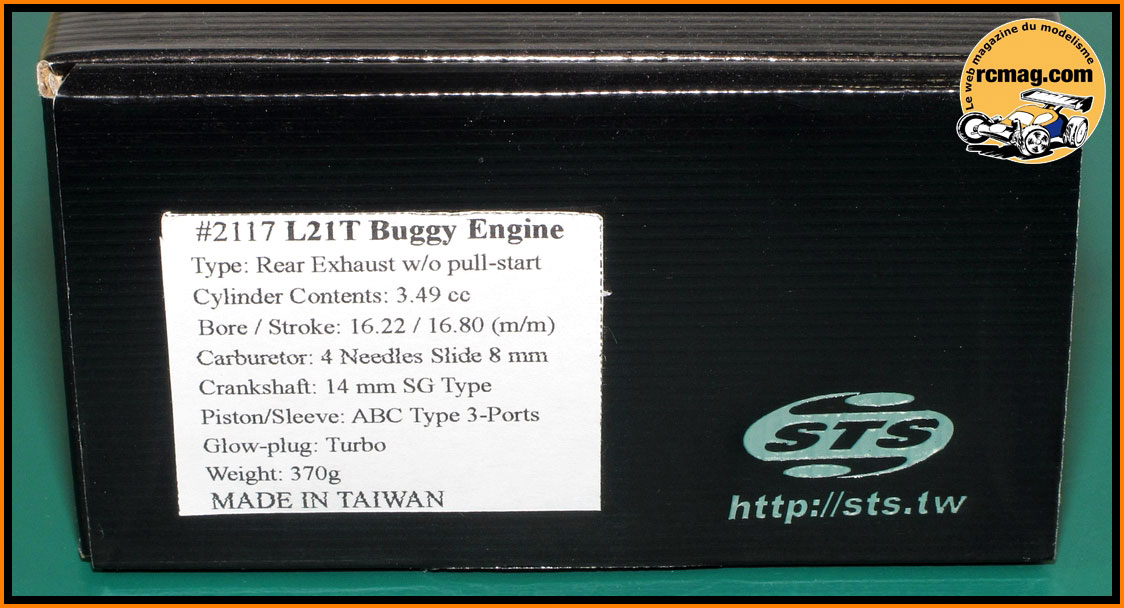 Le web magazine du modelisme
rcmag.com
#2117 L21T Buggy Engine
Type: Rear Exhaust w/o pull-start
Cylinder Contents: 3.49 cc
Bore / Stroke: 16.22 / 16.80 (m/m)
Carburetor: 4 Needles Slide 8 mm
Crankshaft: 14 mm SG Type
Piston/Sleeve: ABC Type 3-Ports
Glow-plug: Turbo
Weight: 370g
MADE IN TAIWAN
STS
http://sts.tw